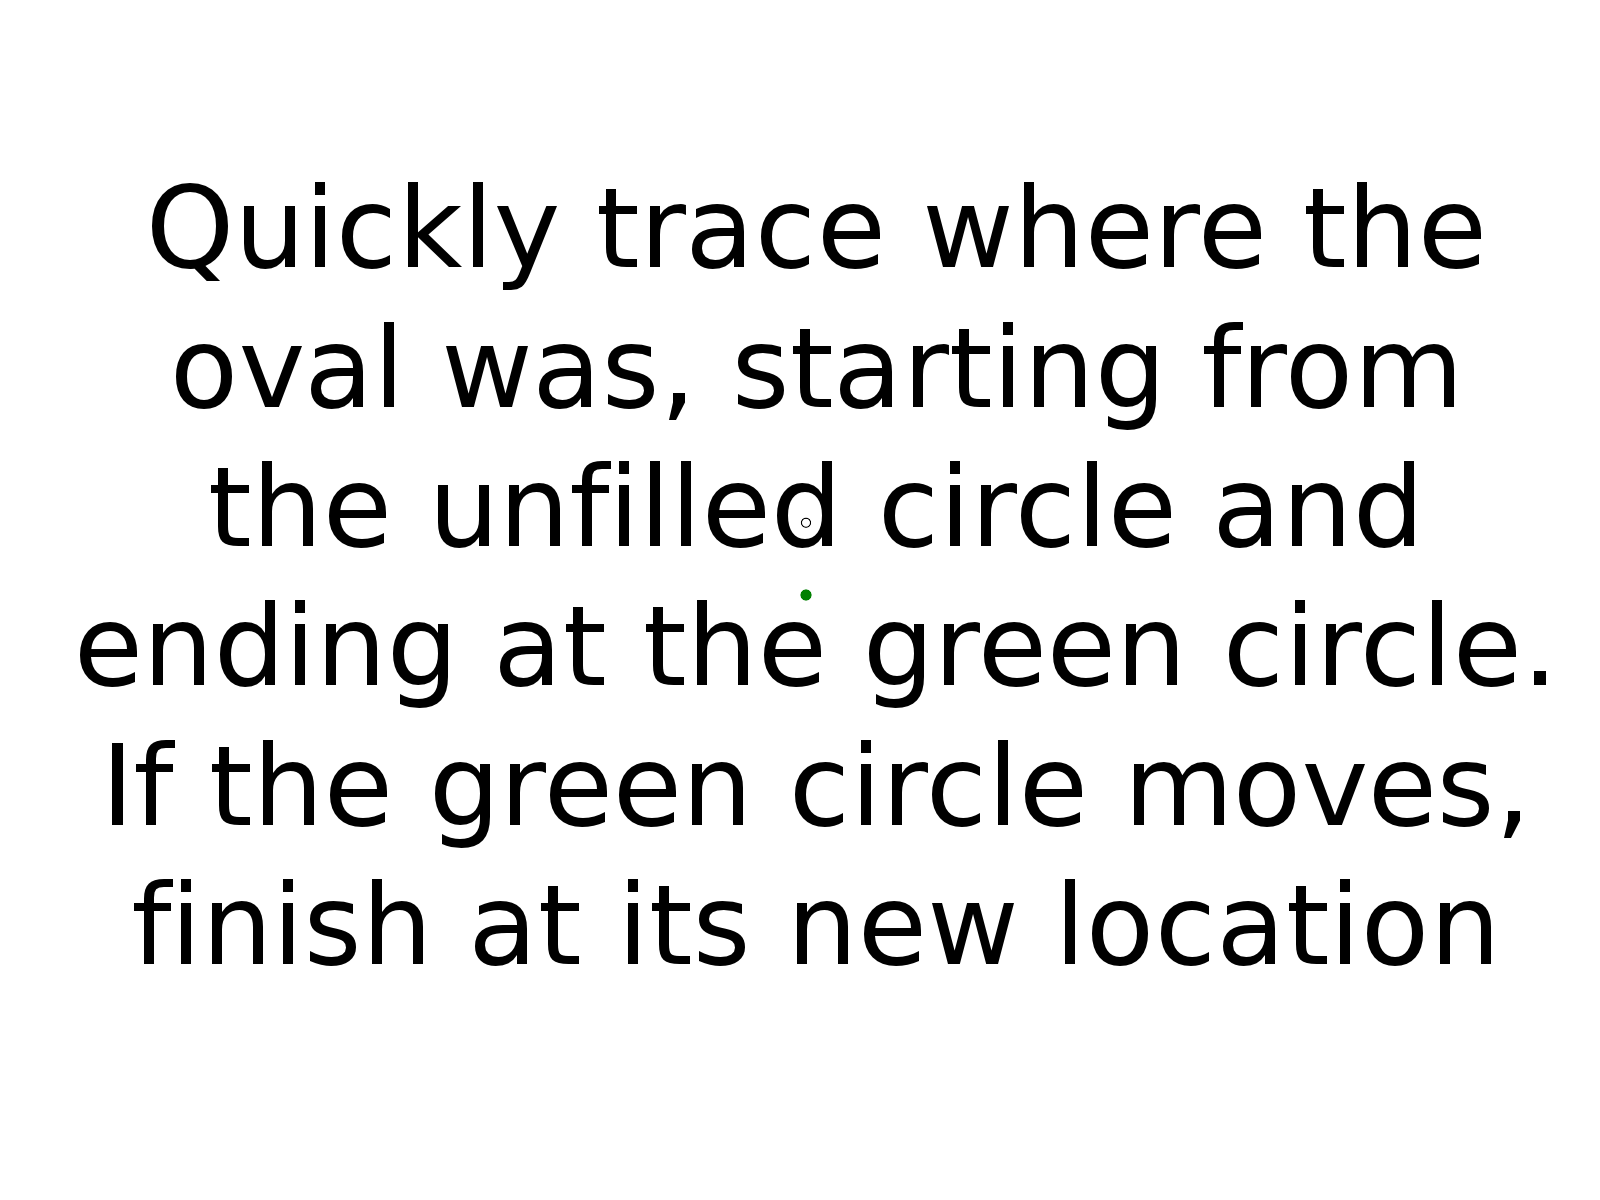 Quickly trace where the
oval was, starting from
the unfilled circle and
ending at the green circle.
If the green circle moves,
finish at its new location